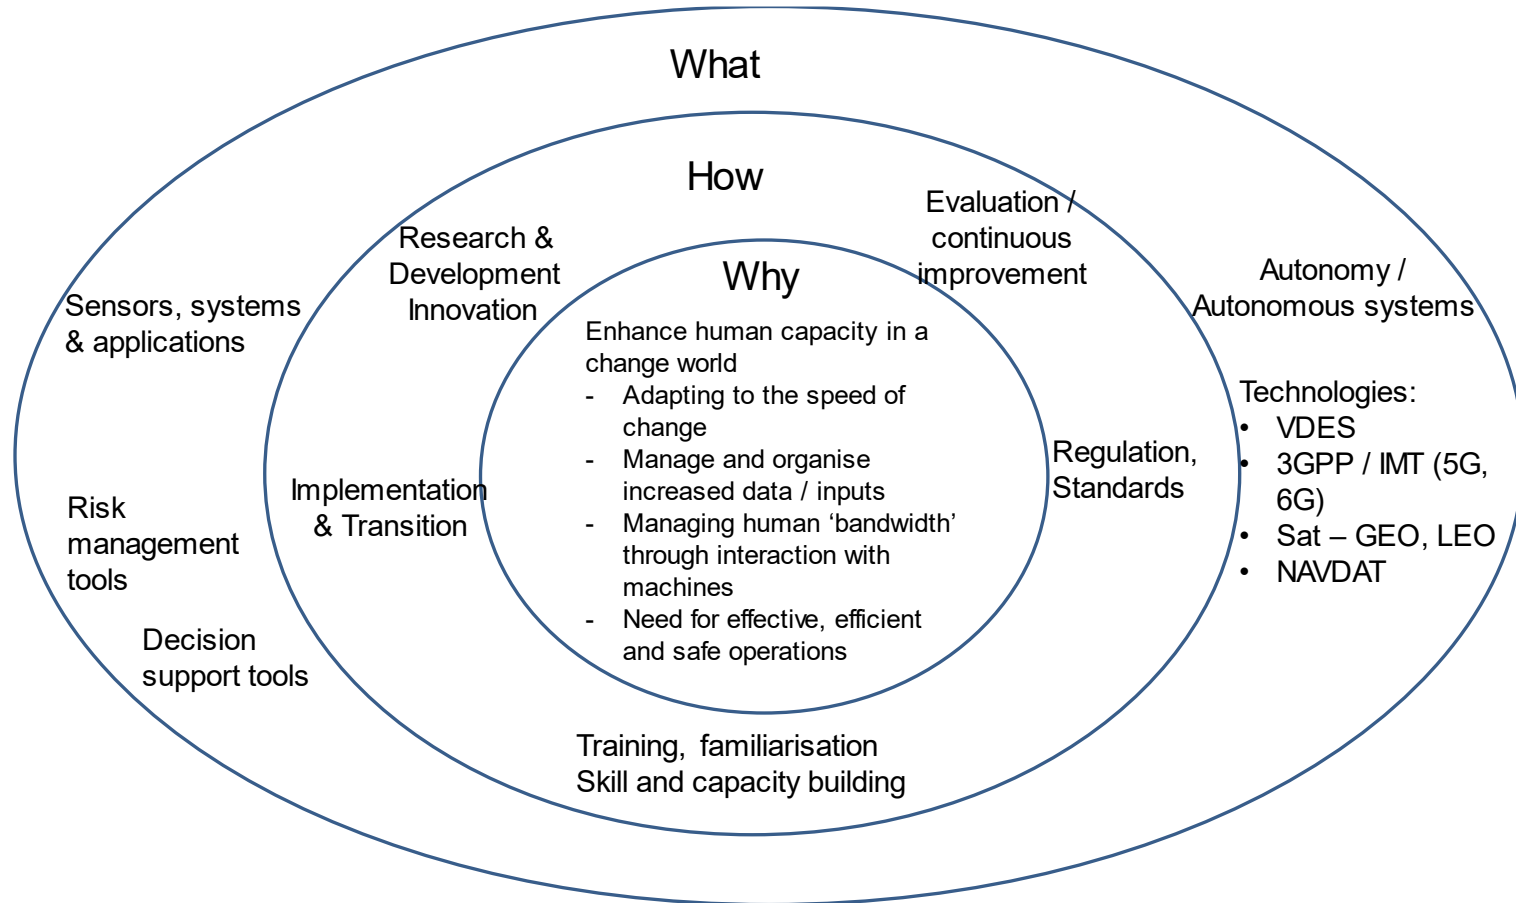 What
How
Evaluation /
continuous
improvement
Research &
Development
Innovation
Why
Enhance human capacity in a
change world
- Adapting to the speed of
change
- Manage and organise
increased data / inputs
- Managing human ‘bandwidth’
through interaction with
machines
- Need for effective, efficient
and safe operations
Autonomy /
Autonomous systems
Sensors, systems
& applications
Technologies:
• VDES
• 3GPP / IMT (5G,
6G)
• Sat – GEO, LEO
• NAVDAT
Regulation,
Standards
Implementation
& Transition
Risk
management
tools
Decision
support tools
Training, familiarisation
Skill and capacity building